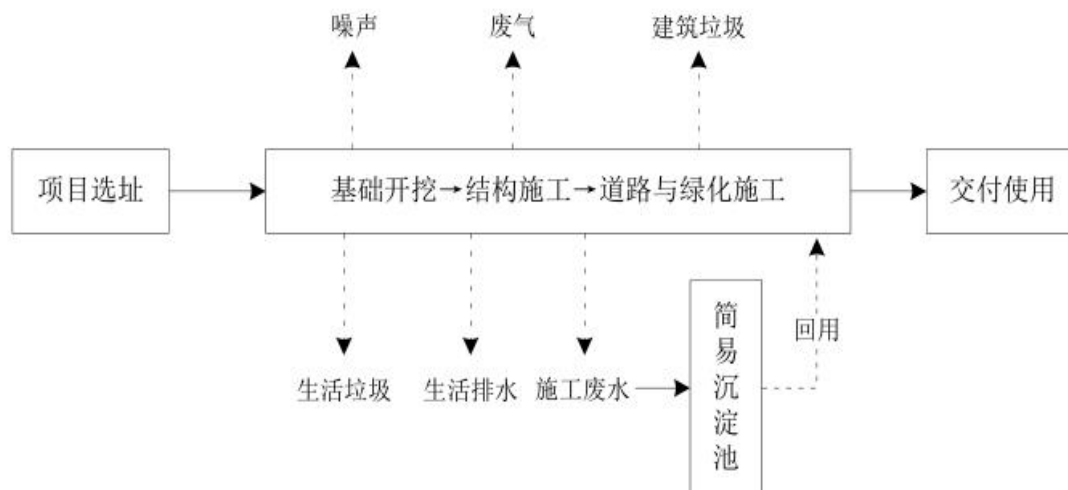 噪声
废气
建筑垃圾
项目选址
基础开挖→结构施工→道路与绿化施工
交付使用
简易沉淀池
回用
生活垃圾
生活排水
施工废水